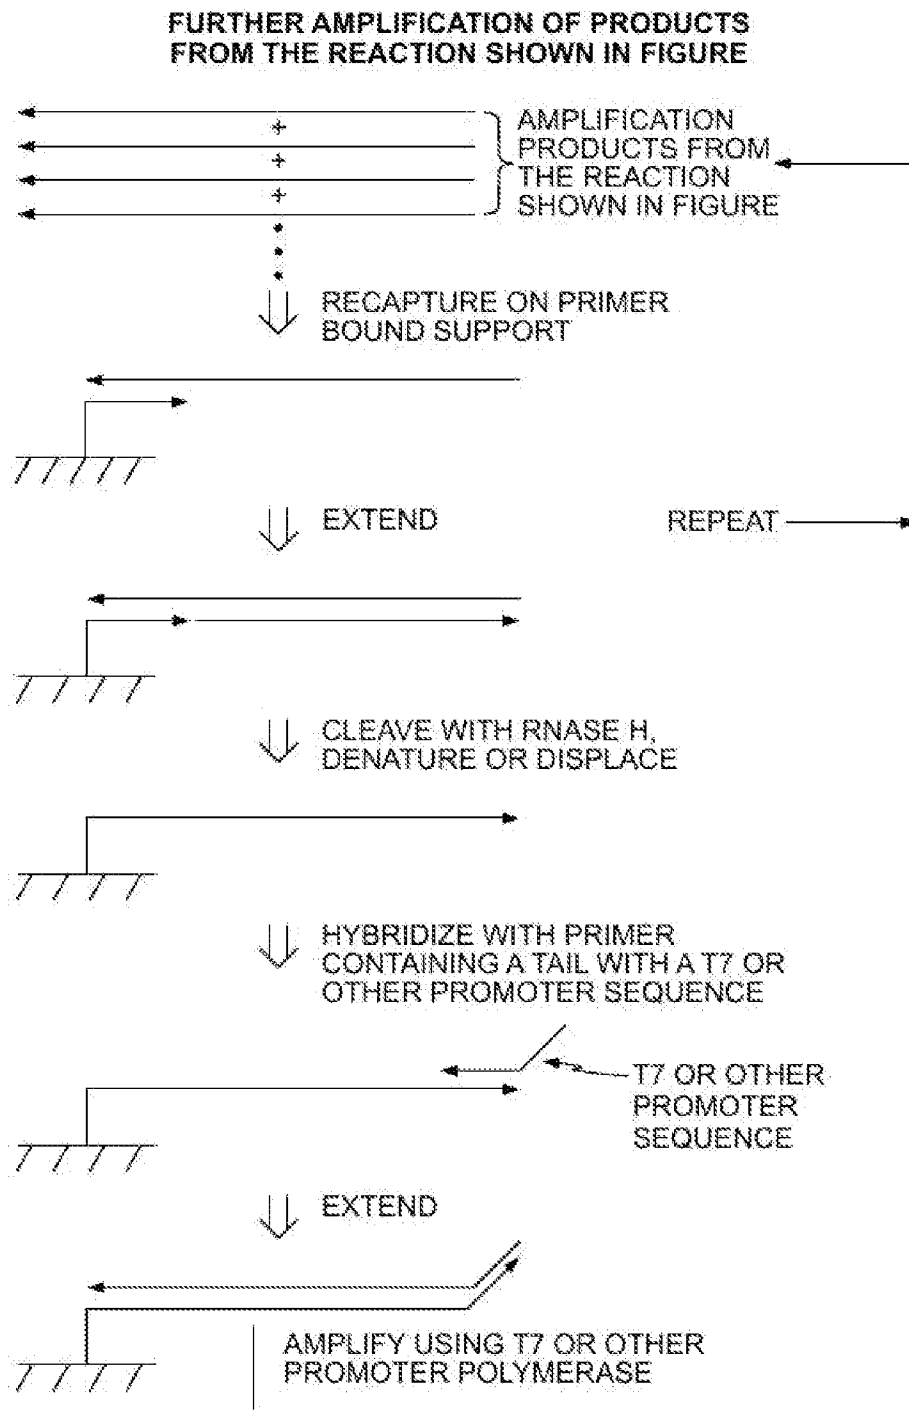 FURTHER AMPLIFICATION OF PRODUCTS
FROM THE REACTION SHOWN IN FIGURE
AMPLIFICATION
PRODUCTS FROM
THE REACTION
SHOWN IN FIGURE
RECAPTURE ON PRIMER
BOUND SUPPORT
EXTEND
REPEAT
CLEAVE WITH RNASE H,
DENATURE OR DISPLACE
HYBRIDIZE WITH PRIMER
CONTAINING A TAIL WITH A T7 OR
OTHER PROMOTER SEQUENCE
T7 OR OTHER
PROMOTER
SEQUENCE
EXTEND
AMPLIFY USING T7 OR OTHER
PROMOTER POLYMERASE